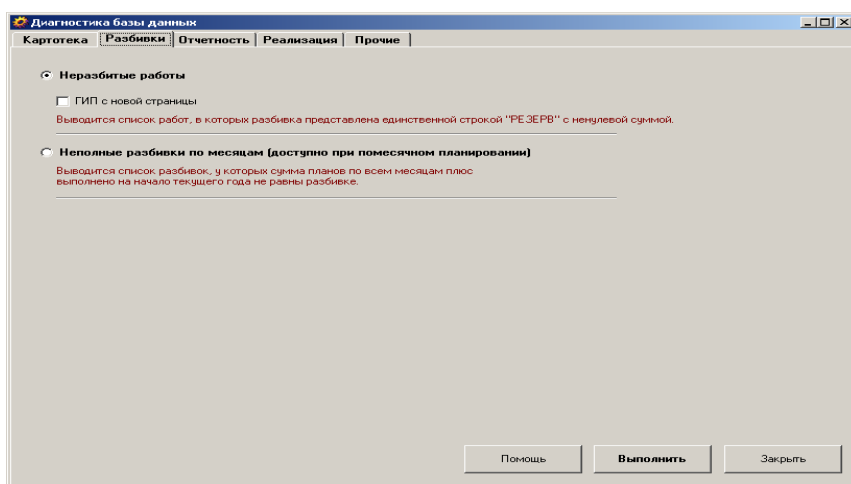 Диагностика базы данных
Картотека Разбивки Отчетность Реализация Прочие
Неразбитые работы
ГИП с новой страницы
Выводится список работ, в которых разбивка представлена единственной строкой "РЕЗЕРВ" с ненулевой суммой.
Неполные разбивки по месяцам (доступно при помесячном планировании)
Выводится список разбивок, у которых сумма планов по всем месяцам плюс
выполнено на начало текущего года не равны разбивке.
Помощь Выполнить Закрыть